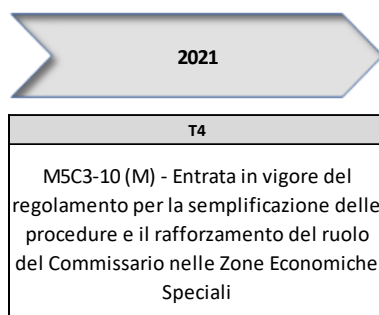 2021
T4
M5C3-10 (M) - Entrata in vigore del
regolamento per la semplificazione delle
procedure e il rafforzamento del ruolo
del Commissario nelle Zone Economiche
Speciali